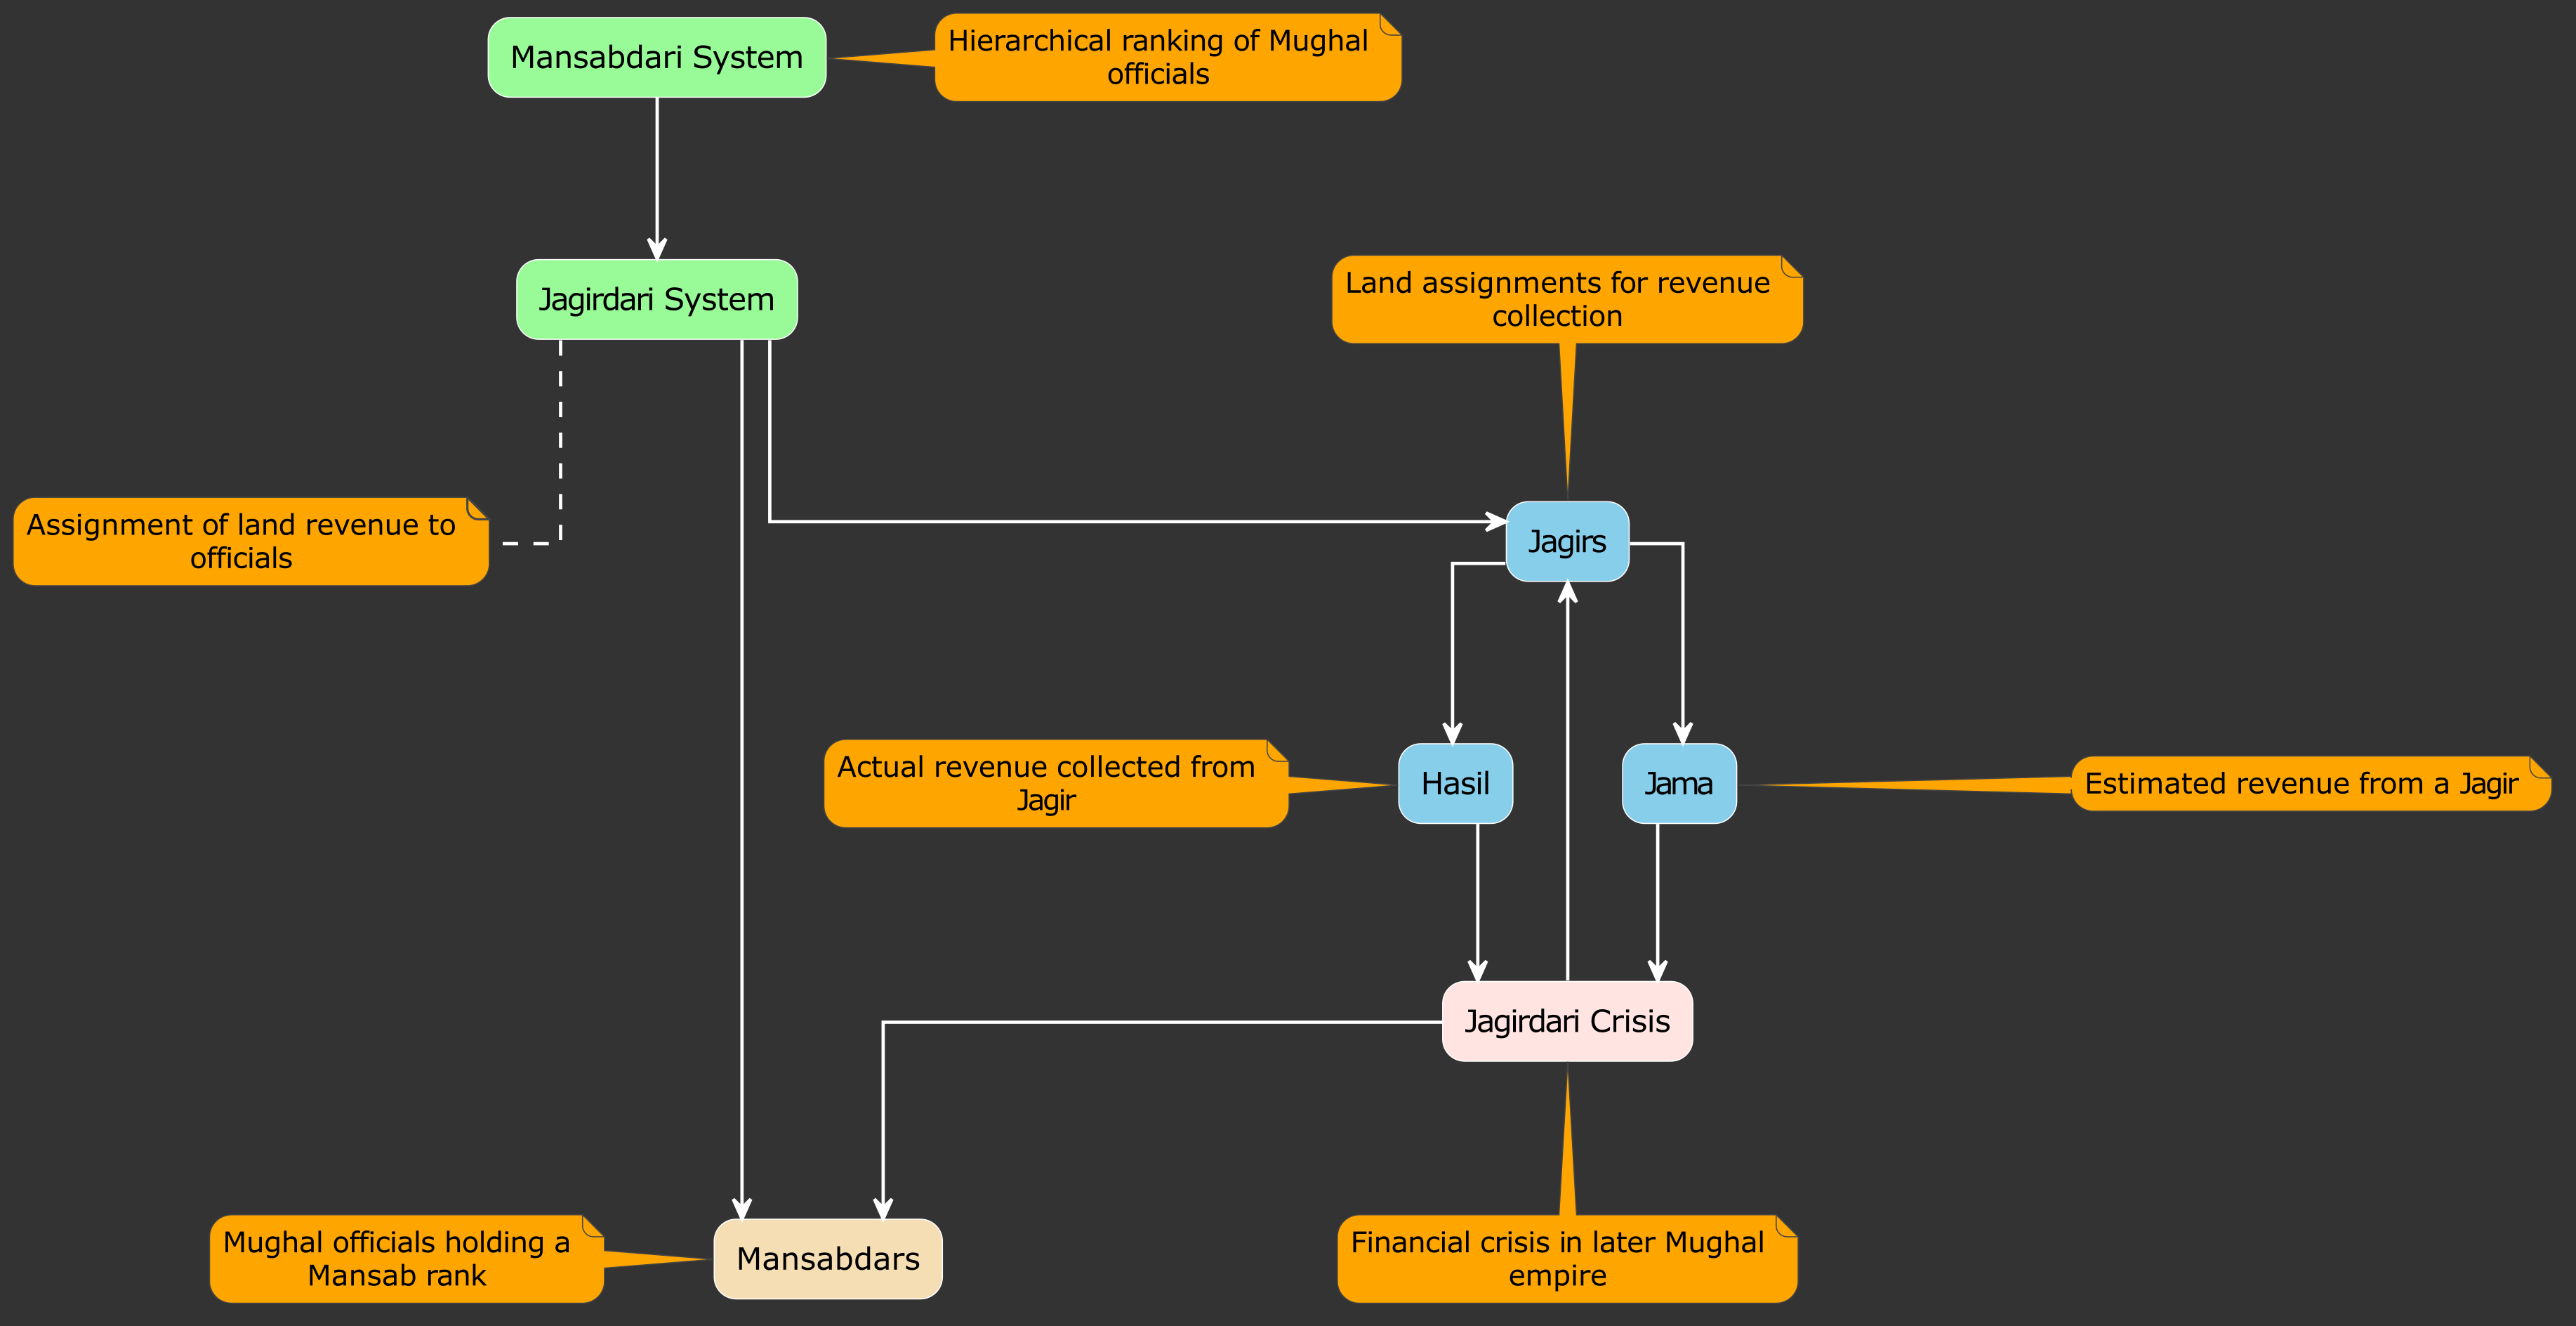 Mansabdari System
Hierarchical ranking of Mughal
officials
Jagirdari System
Land assignments for revenue
collection
Assignment of land revenue to
officials
Jagirs
Actual revenue collected from
Jagir
Hasil
Jama
Estimated revenue from a Jagir
Jagirdari Crisis
Mughal officials holding a
Mansab rank
Mansabdars
Financial crisis in later Mughal
empire